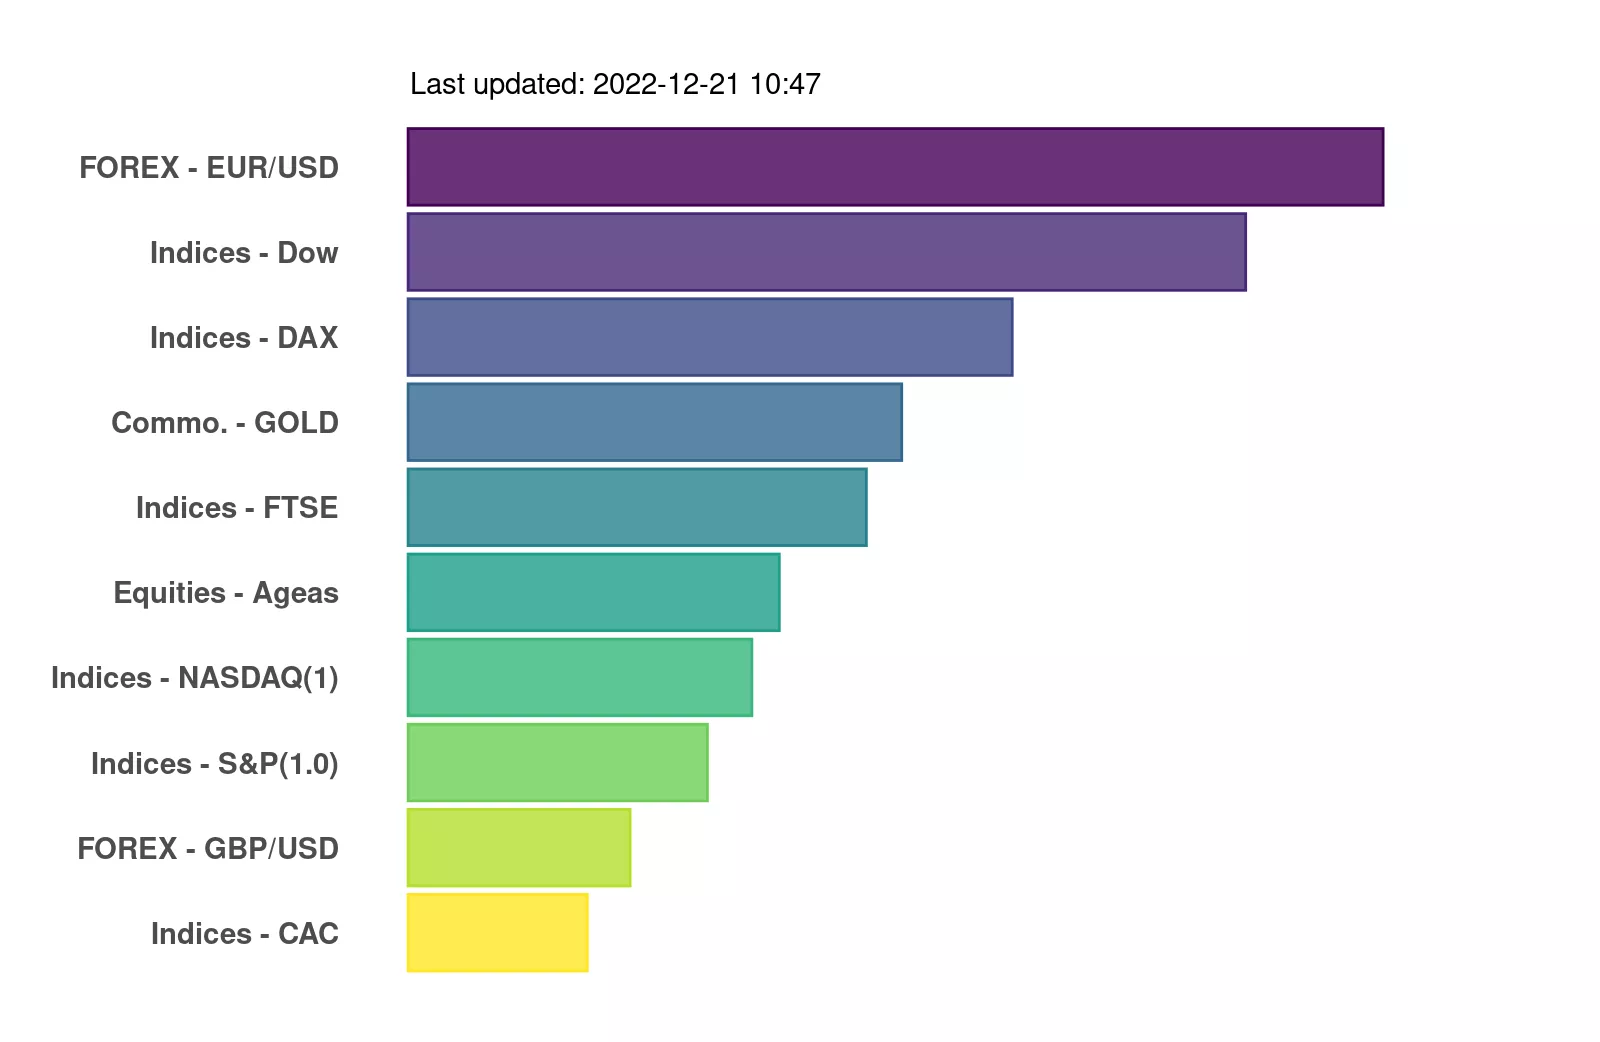 Last updated: 2022-12-21 10:47
FOREX - EUR/USD
Indices - Dow
Indices - DAX
Commo. - GOLD
Indices - FTSE
Equities - Ageas
Indices - NASDAQ(1)
Indices - S&P(1.0)
FOREX - GBP/USD
Indices - CAC